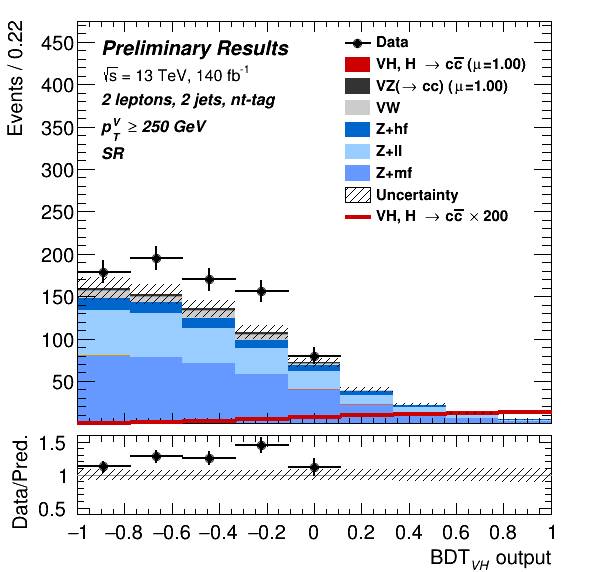 Events / 0.22
450
400
350
300
250
200
150
100
50
Preliminary Results
√s = 13 TeV, 140 fb⁻¹
2 leptons, 2 jets, nt-tag
p_T^V ≥ 250 GeV
SR
Data
VH, H → cc̅ (μ=1.00)
VZ(→ cc) (μ=1.00)
VW
Z+hf
Z+ll
Z+mf
Uncertainty
VH, H → cc̅ × 200
Data/Pred.
1.5
1
0.5
−1 −0.8 −0.6 −0.4 −0.2 0 0.2 0.4 0.6 0.8 1
BDT_VH output